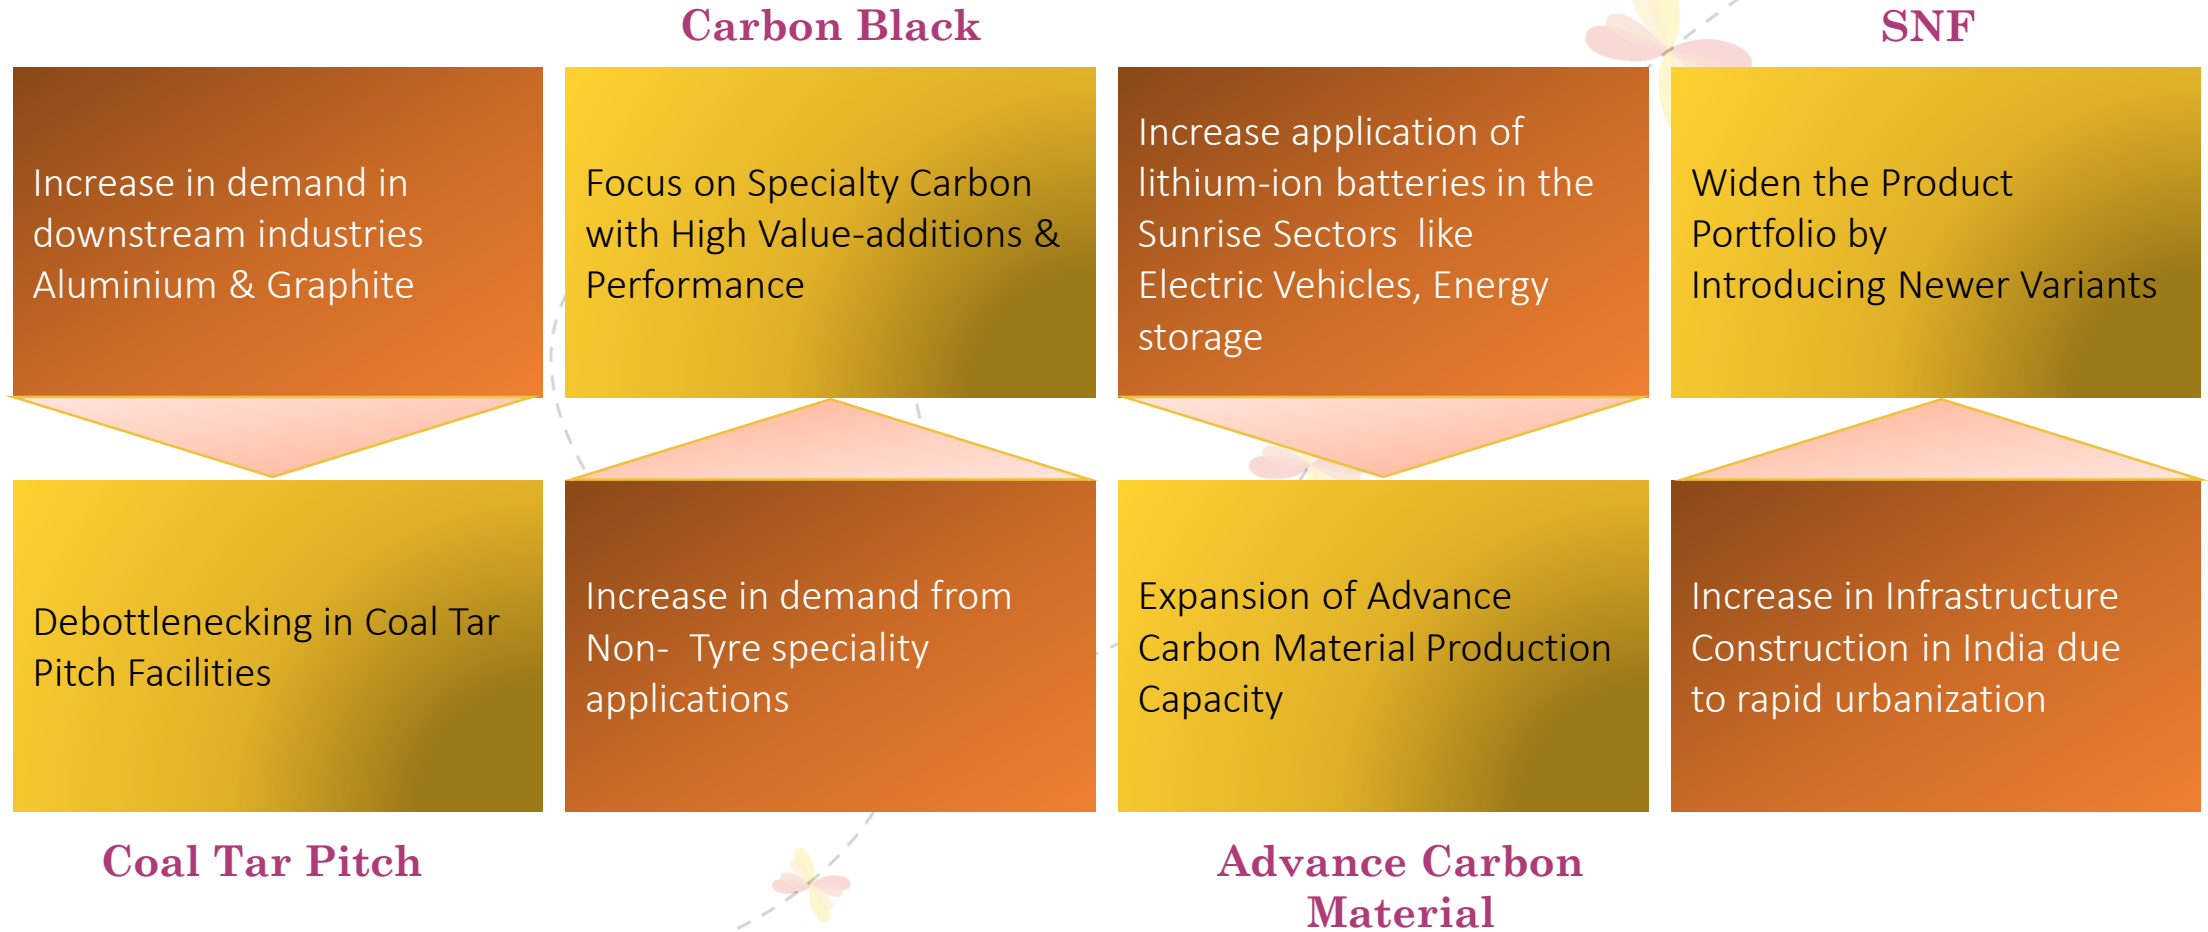 Carbon Black
SNF
Increase in demand in
downstream industries
Aluminium & Graphite
Focus on Specialty Carbon
with High Value-additions &
Performance
Increase application of
lithium-ion batteries in the
Sunrise Sectors  like
Electric Vehicles, Energy
storage
Widen the Product
Portfolio by
Introducing Newer Variants
Debottlenecking in Coal Tar
Pitch Facilities
Increase in demand from
Non-  Tyre speciality
applications
Expansion of Advance
Carbon Material Production
Capacity
Increase in Infrastructure
Construction in India due
to rapid urbanization
Coal Tar Pitch
Advance Carbon
Material